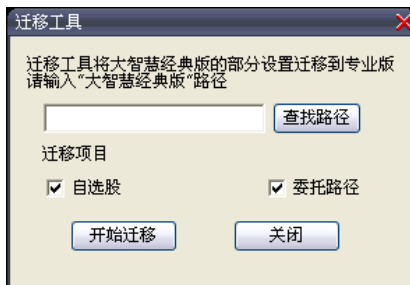 迁移工具
迁移工具将大智慧经典版的部分设置迁移到专业版
请输入"大智慧经典版"路径
查找路径
迁移项目
自选股 委托路径
开始迁移 关闭